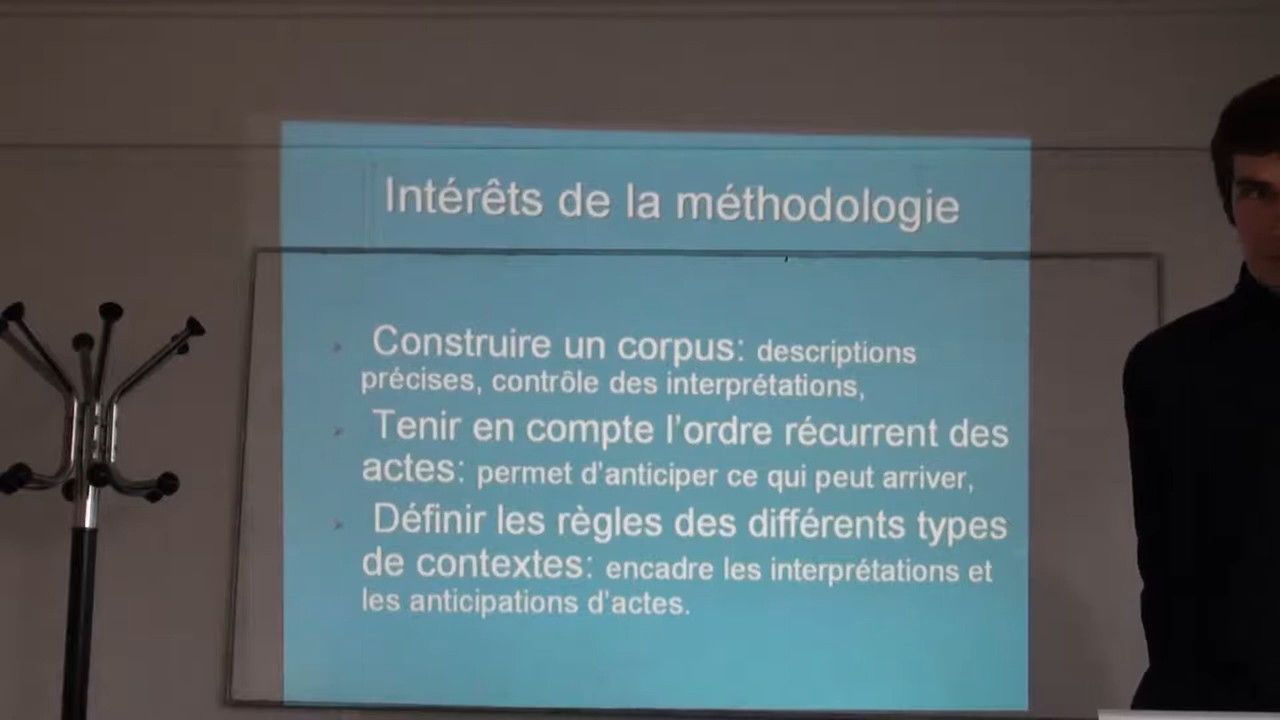 Intérêts de la méthodologie
Construire un corpus: descriptions
précises, contrôle des interprétations,
Tenir en compte l'ordre récurrent des
actes: permet d'anticiper ce qui peut arriver,
Définir les règles des différents types
de contextes: encadre les interprétations et
les anticipations d'actes.